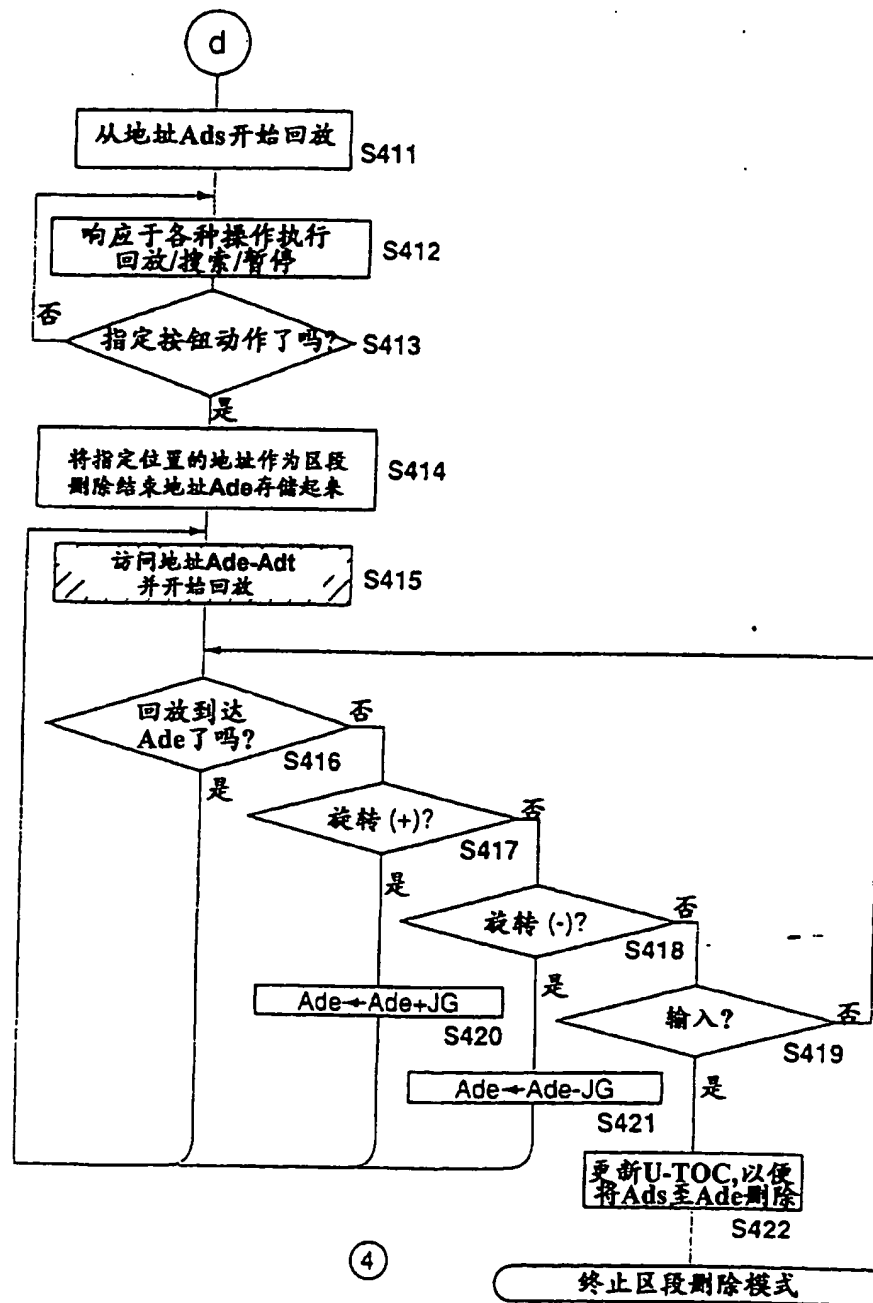 d
从地址Ads开始回放
S411
响应于各种操作执行
回放/搜索/暂停
S412
否
指定按钮动作了吗?
S413
是
将指定位置的地址作为区段
删除结束地址Ade存储起来
S414
访问地址Ade-Adt
并开始回放
S415
回放到达
Ade了吗?
否
S416
是
旋转 (+)?
否
S417
是
旋转 (-)?
否
S418
是
Ade←Ade+JG
S420
输入?
否
S419
Ade←Ade-JG
S421
是
更新U-TOC,以便
将Ads至Ade删除
S422
4
终止区段删除模式